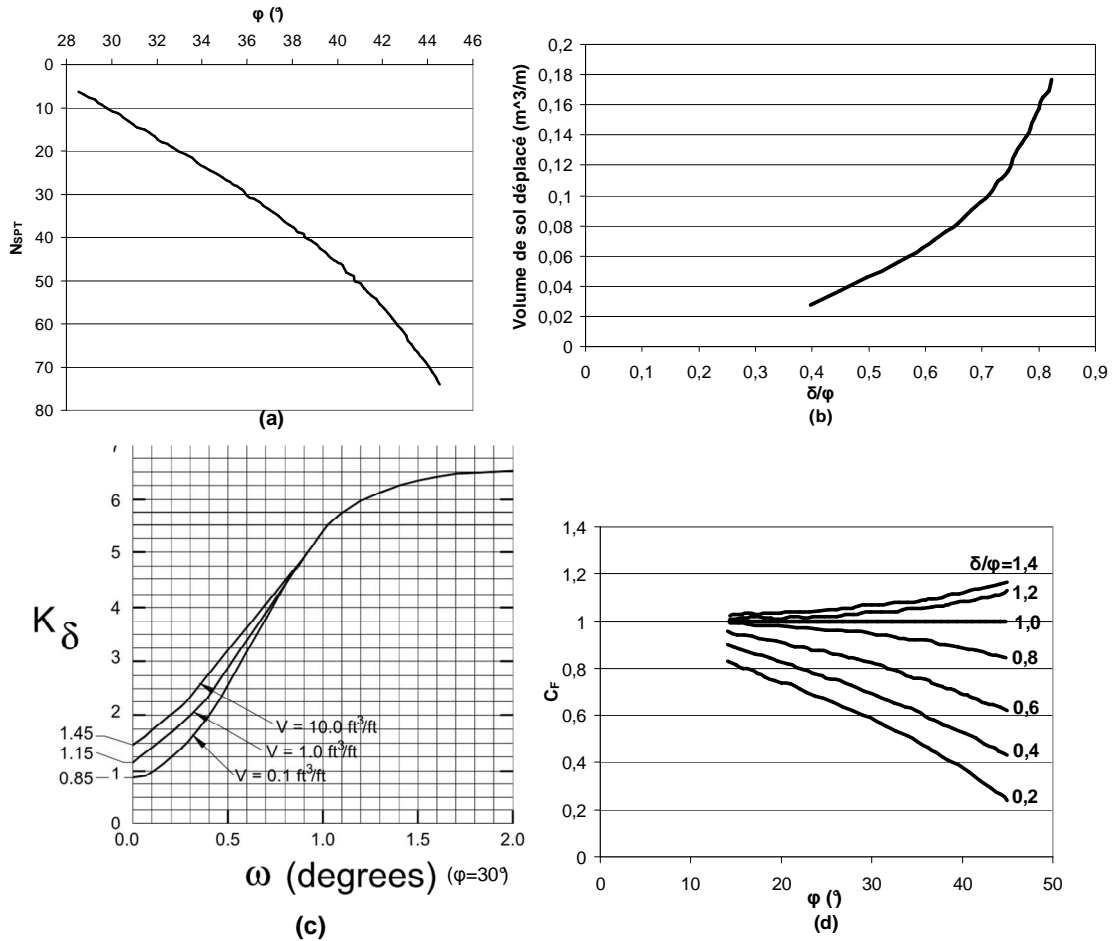 φ (°)
28 30 32 34 36 38 40 42 44 46
0
10
20
30
40
50
60
70
80
N_SPT
(a)
0,2
0,18
0,16
0,14
0,12
0,1
0,08
0,06
0,04
0,02
0
Volume de sol déplacé (m^3/m)
0 0,1 0,2 0,3 0,4 0,5 0,6 0,7 0,8 0,9
δ/φ
(b)
7
6
5
4
3
2
1.45
1.15
1
0.85
0
K_δ
V = 10.0 ft³/ft
V = 1.0 ft³/ft
V = 0.1 ft³/ft
0.0 0.5 1.0 1.5 2.0
ω (degrees) (φ=30°)
(c)
1,4
1,2
1
0,8
0,6
0,4
0,2
0
C_F
δ/φ=1,4
1,2
1,0
0,8
0,6
0,4
0,2
0 10 20 30 40 50
φ (°)
(d)